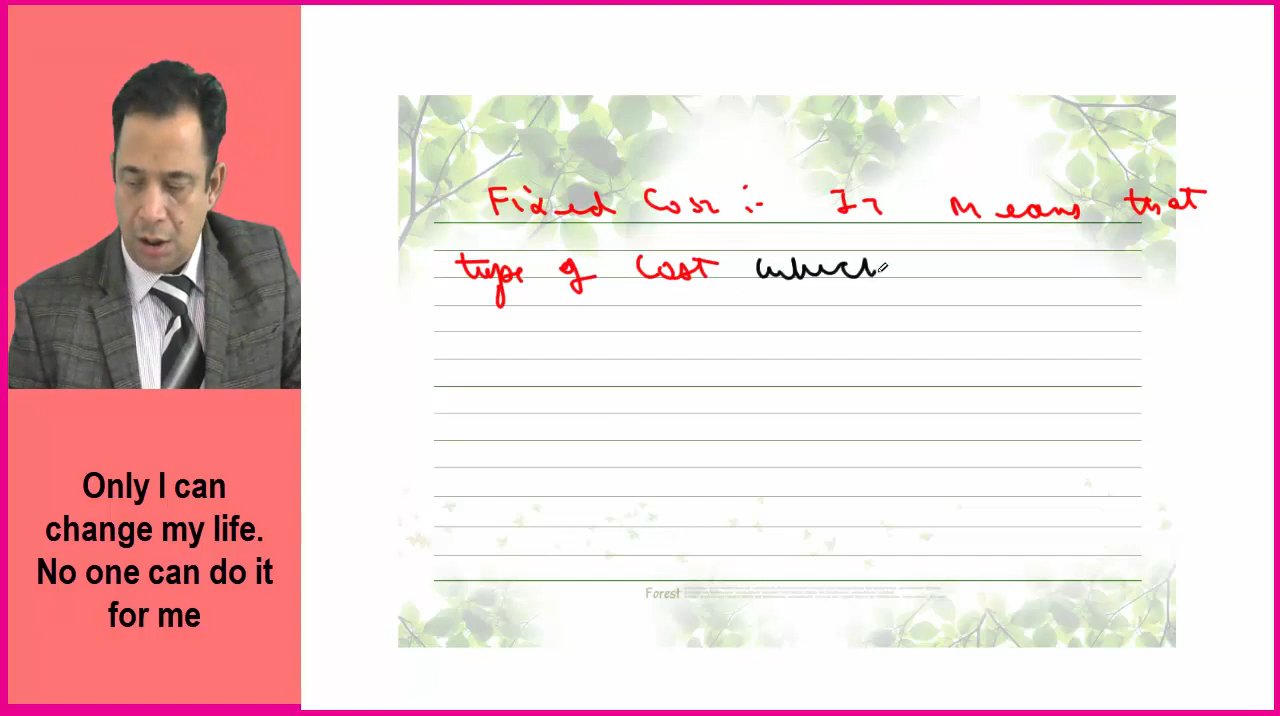 Fixed Cost :- It Means that
type of Cost which
Only I can
change my life.
No one can do it
for me
Forest